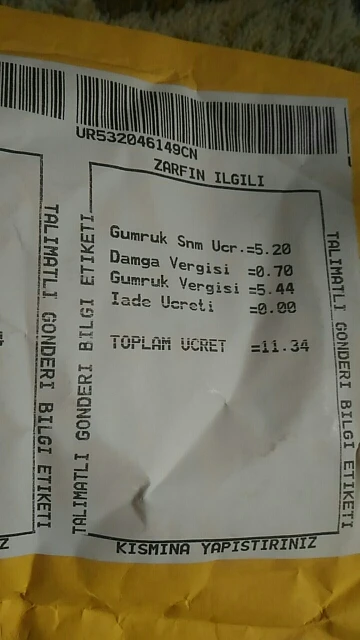 UR532046149CN
ZARFIN ILGILI
TALIMATLI GONDERI BILGI ETIKETI
TALIMATLI GONDERI BILGI ETIKETI
Gumruk Snm Ucr.=5.20
Damga Vergisi =0.70
Gumruk Vergisi =5.44
Iade Ucreti =0.00
TOPLAM UCRET =11.34
TALIMATLI GONDERI BILGI ETIKETI
KISMINA YAPISTIRINIZ